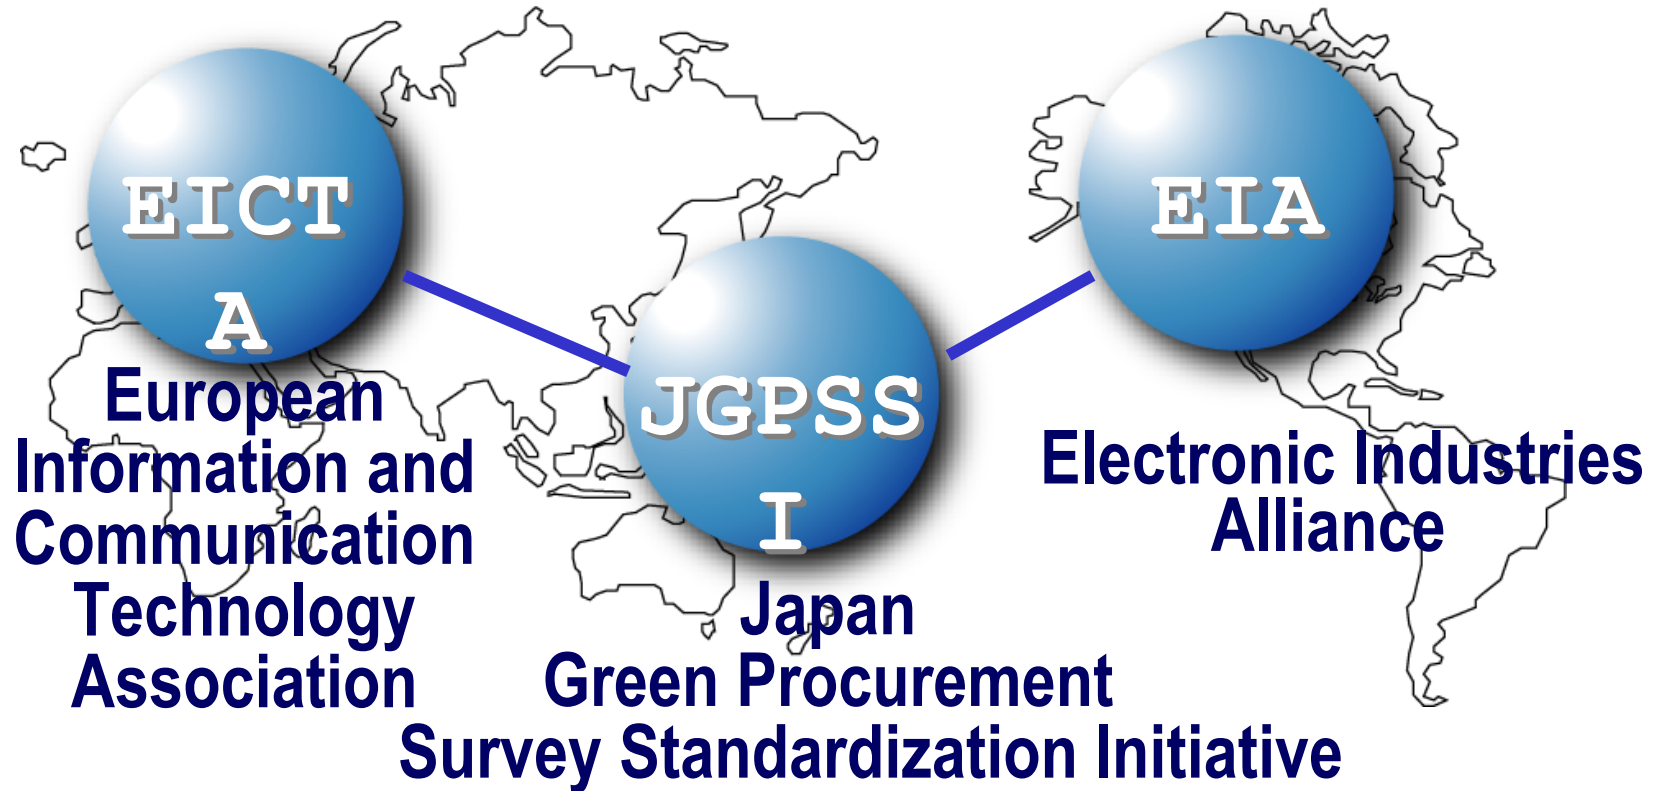 EICT
A
European
Information and
Communication
Technology
Association
JGPSS
I
Japan
Green Procurement
Survey Standardization Initiative
EIA
Electronic Industries
Alliance